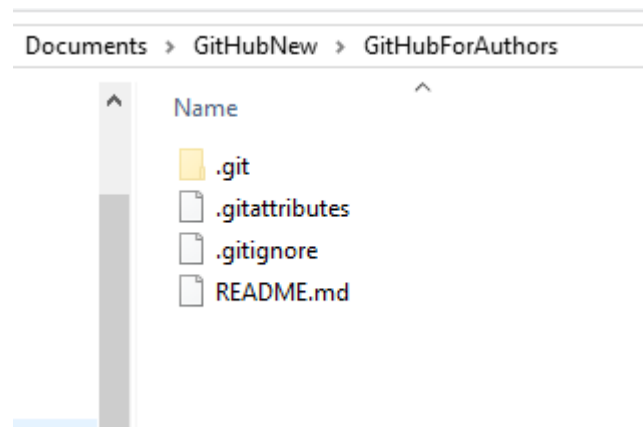 Documents > GitHubNew > GitHubForAuthors
Name
.git
.gitattributes
.gitignore
README.md